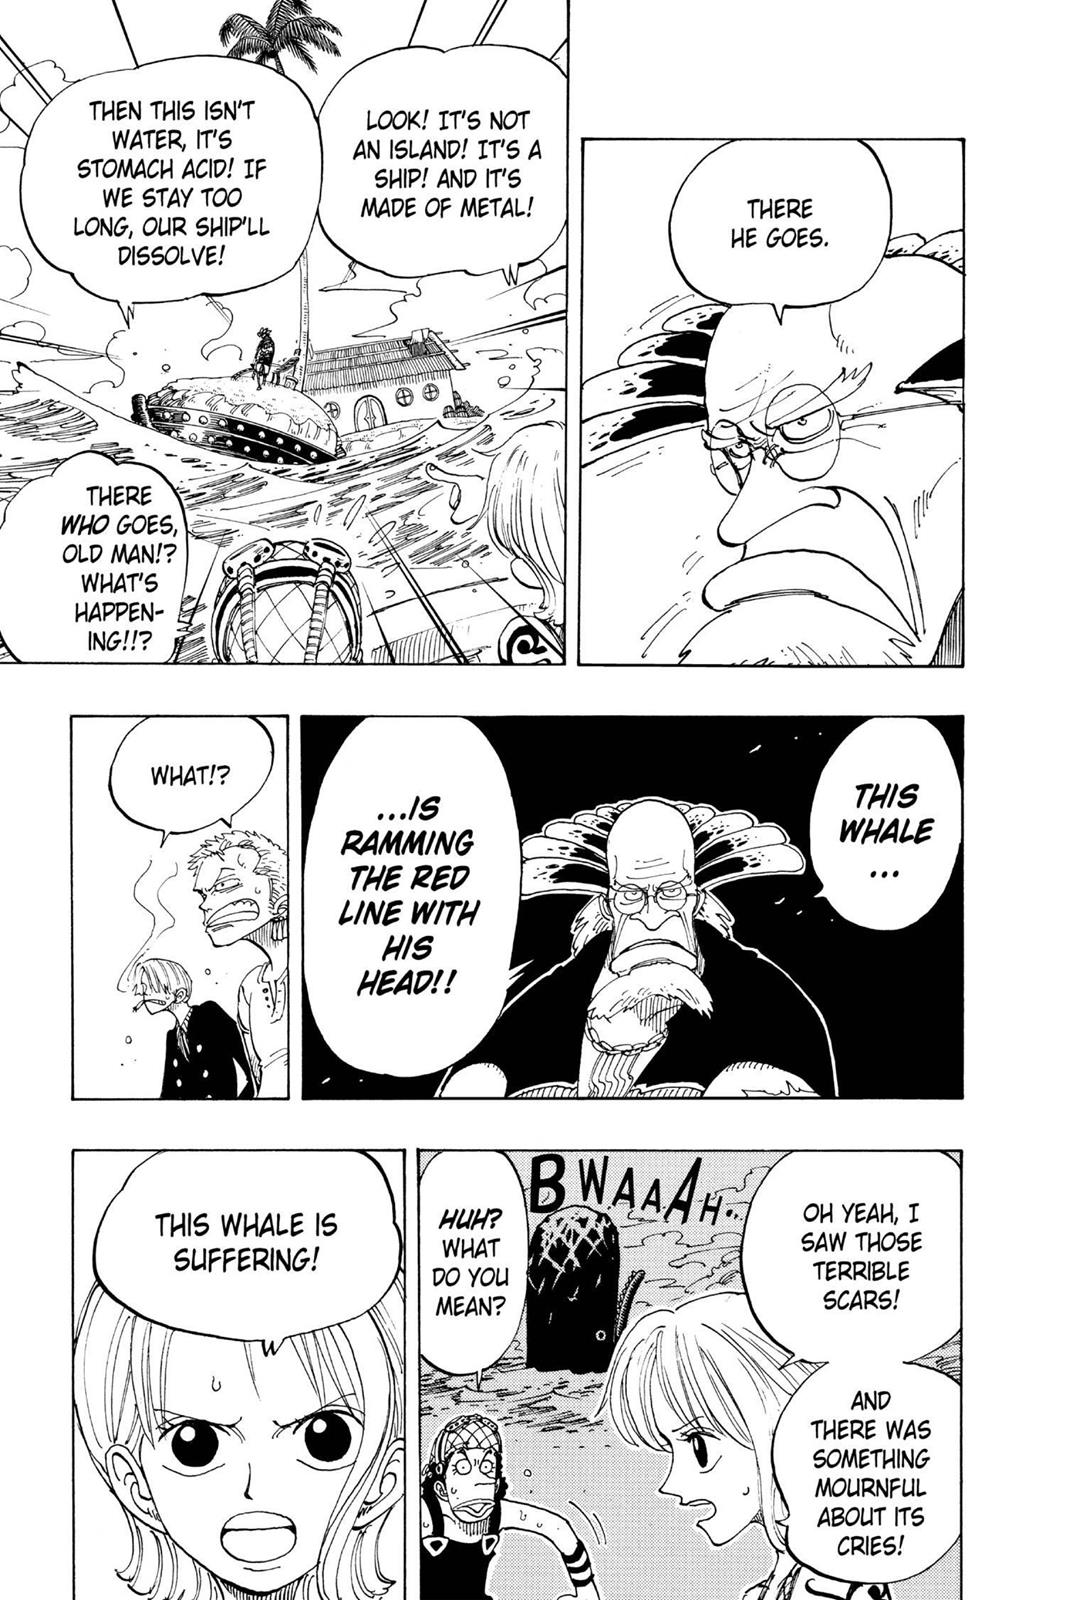 THERE
HE GOES.
LOOK! IT'S NOT
AN ISLAND! IT'S A
SHIP! AND IT'S
MADE OF METAL!
THEN THIS ISN'T
WATER, IT'S
STOMACH ACID! IF
WE STAY TOO
LONG, OUR SHIP'LL
DISSOLVE!
THERE
WHO GOES,
OLD MAN!?
WHAT'S
HAPPEN-
ING!!?
THIS
WHALE
...
...IS
RAMMING
THE RED
LINE WITH
HIS
HEAD!!
WHAT!?
OH YEAH, I
SAW THOSE
TERRIBLE
SCARS!
AND
THERE WAS
SOMETHING
MOURNFUL
ABOUT ITS
CRIES!
BWAAAAH..
HUH?
WHAT
DO YOU
MEAN?
THIS WHALE IS
SUFFERING!